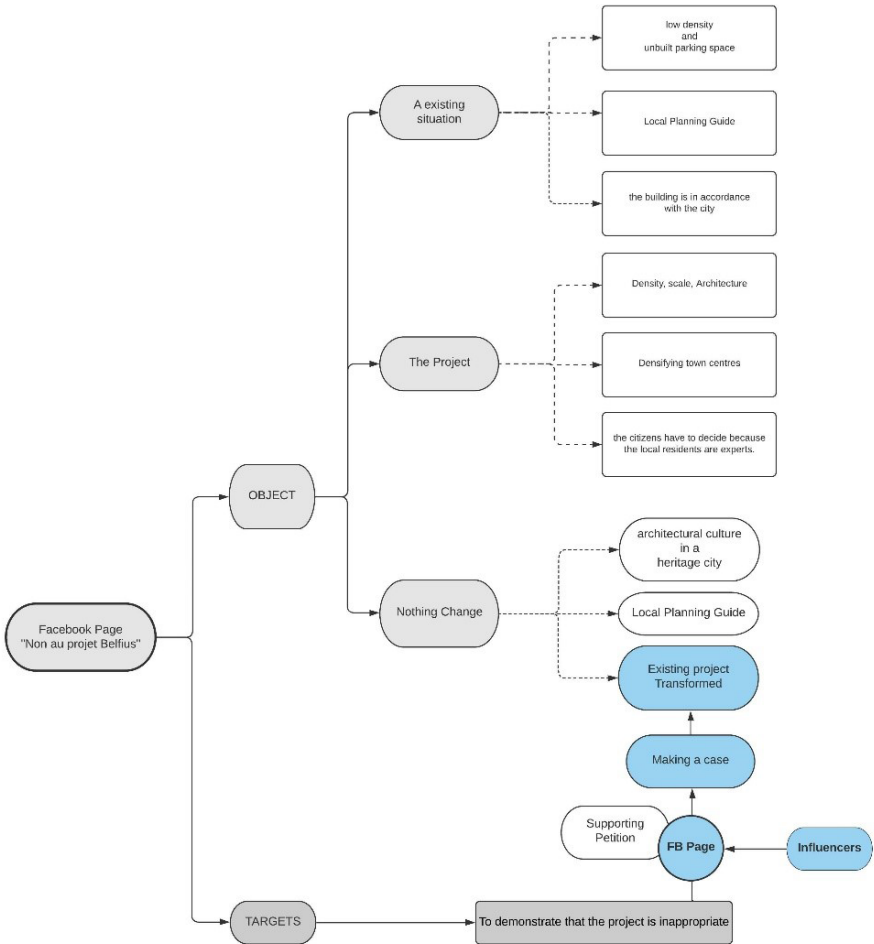 low density
and
unbuilt parking space
A existing
situation
Local Planning Guide
the building is in accordance
with the city
Density, scale, Architecture
The Project
Densifying town centres
the citizens have to decide because
the local residents are experts.
OBJECT
architectural culture
in a
heritage city
Nothing Change
Local Planning Guide
Facebook Page
"Non au projet Belfius"
Existing project
Transformed
Making a case
Supporting
Petition
FB Page
Influencers
TARGETS
To demonstrate that the project is inappropriate